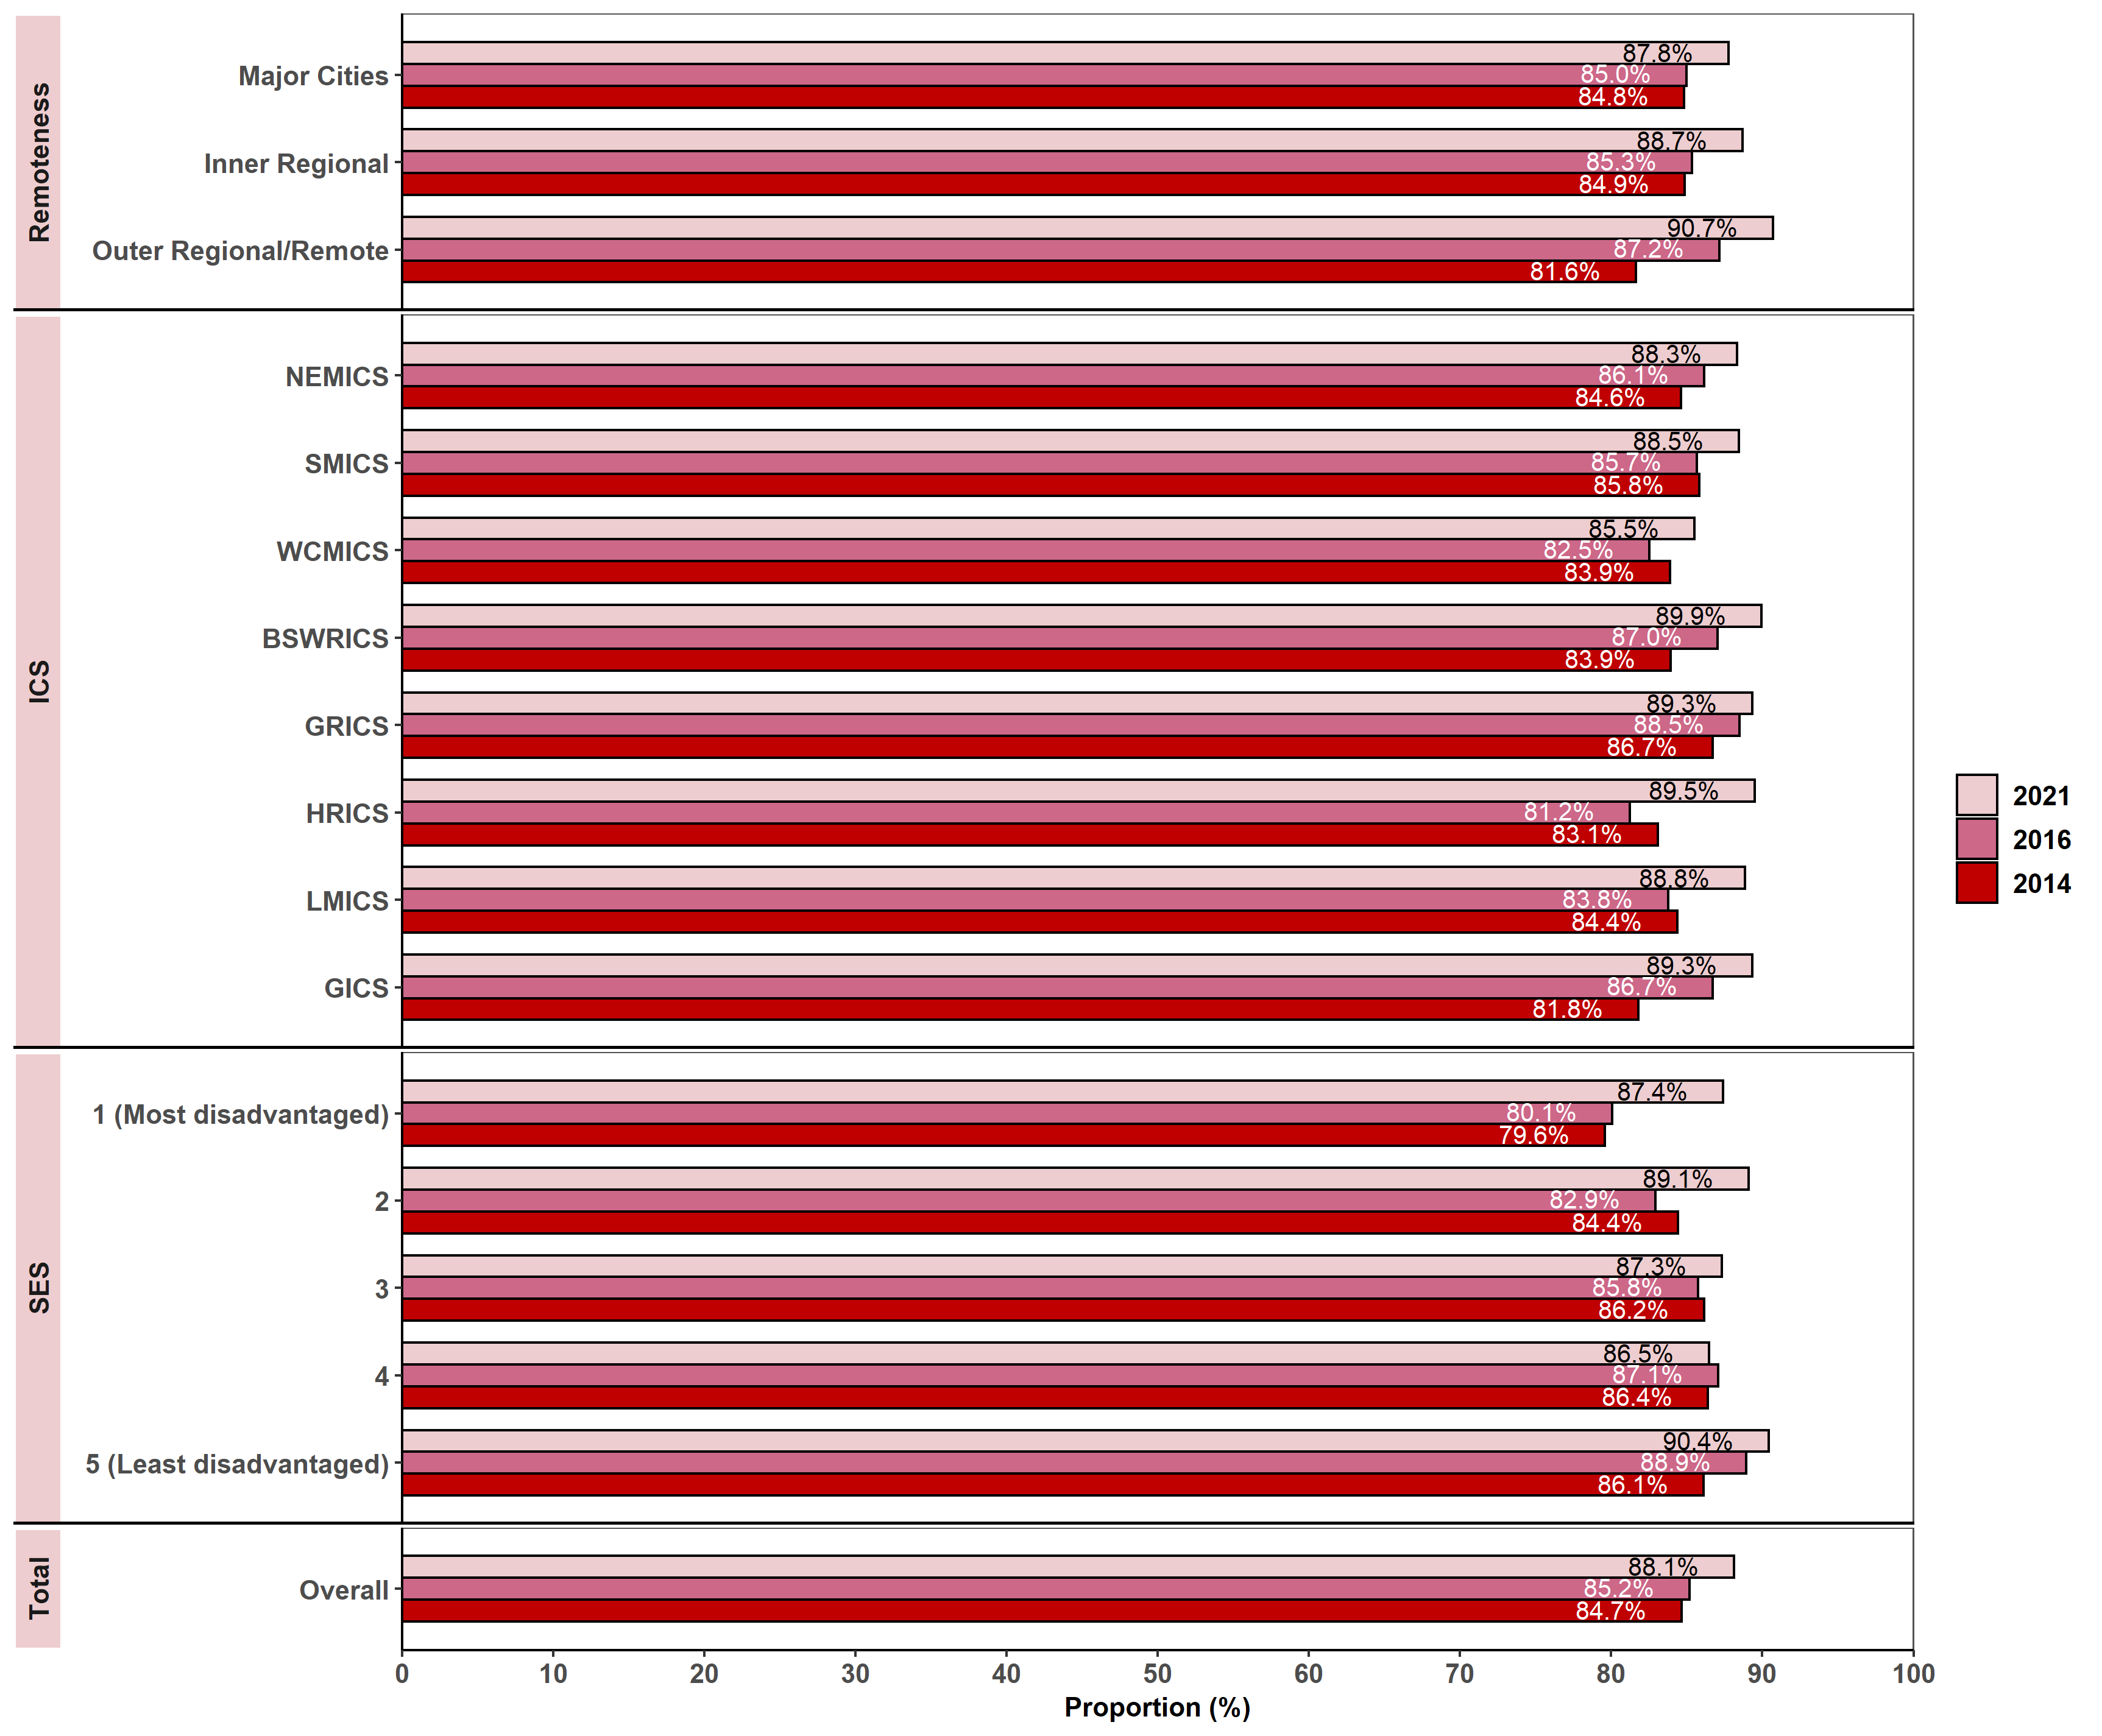 Remoteness
Major Cities
87.8%
85.0%
84.8%
Inner Regional
88.7%
85.3%
84.9%
Outer Regional/Remote
90.7%
87.2%
81.6%
ICS
NEMICS
88.3%
86.1%
84.6%
SMICS
88.5%
85.7%
85.8%
WCMICS
85.5%
82.5%
83.9%
BSWRICS
89.9%
87.0%
83.9%
GRICS
89.3%
88.5%
86.7%
HRICS
89.5%
81.2%
83.1%
LMICS
88.8%
83.8%
84.4%
GICS
89.3%
86.7%
81.8%
SES
1 (Most disadvantaged)
87.4%
80.1%
79.6%
2
89.1%
82.9%
84.4%
3
87.3%
85.8%
86.2%
4
86.5%
87.1%
86.4%
5 (Least disadvantaged)
90.4%
88.9%
86.1%
Total
Overall
88.1%
85.2%
84.7%
0 10 20 30 40 50 60 70 80 90 100
Proportion (%)
2021
2016
2014